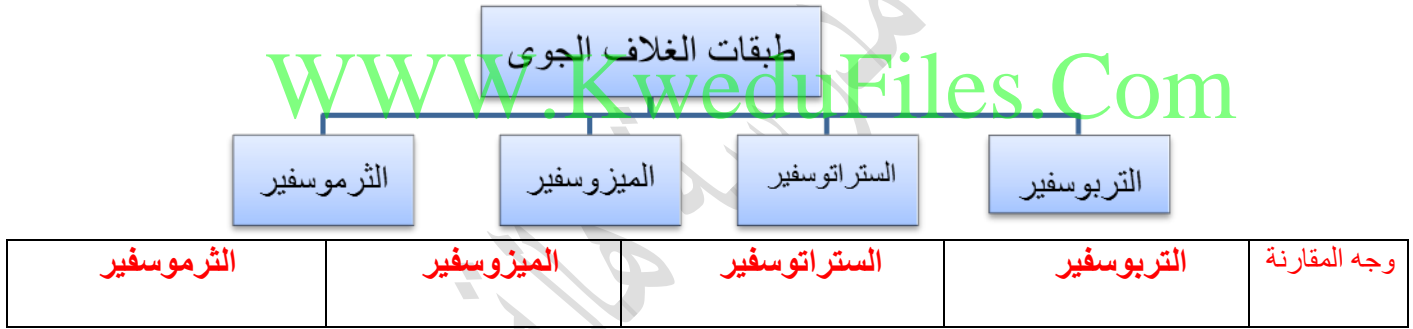 طبقات الغلاف الجوى
WWW.KweduFiles.Com
التربوسفير
الستراتوسفير
الميزوسفير
الثرموسفير
وجه المقارنة التربوسفير الستراتوسفير الميزوسفير الثرموسفير